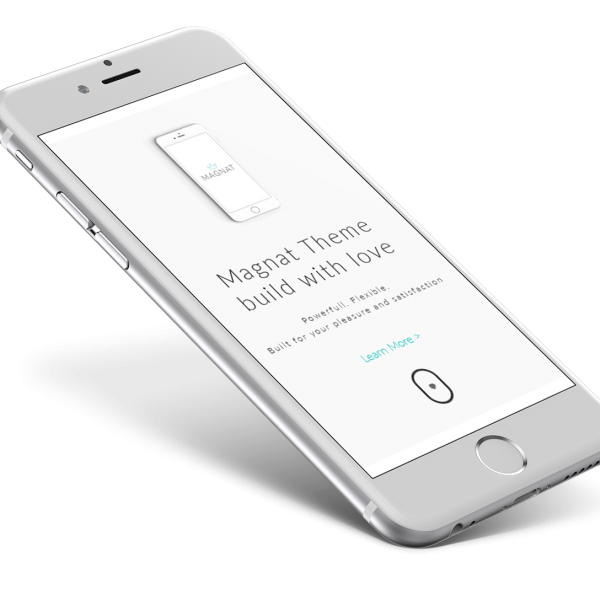 MAGNAT
Magnat Theme
build with love
Powerfull. Flexible.
Built for your pleasure and satisfaction
Learn More >